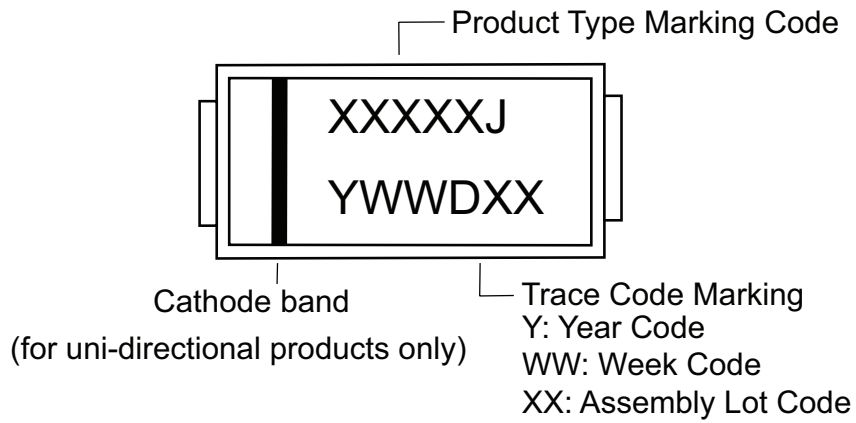 Product Type Marking Code
XXXXXJ
YWWDXX
Cathode band
(for uni-directional products only)
Trace Code Marking
Y: Year Code
WW: Week Code
XX: Assembly Lot Code